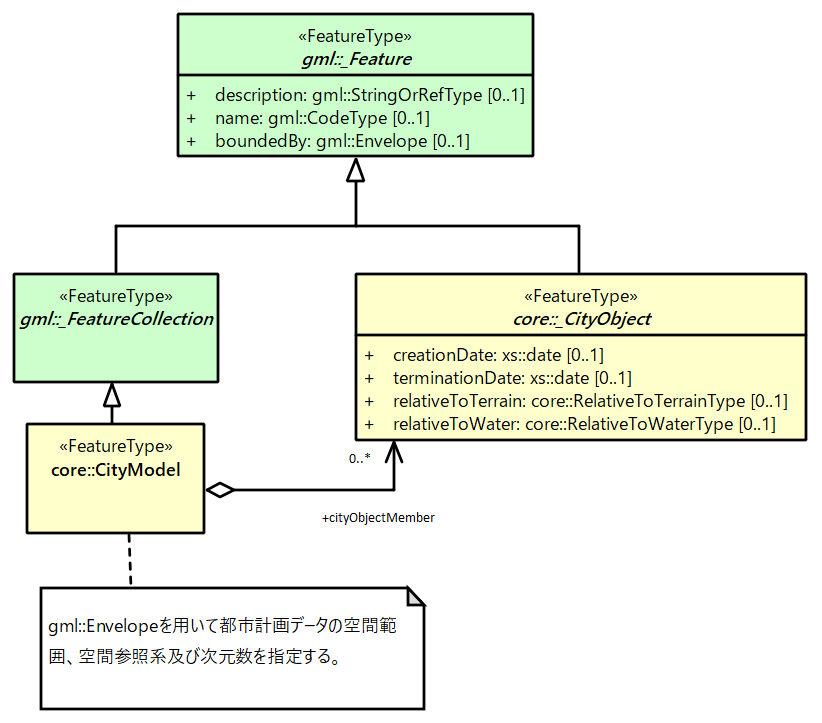 «FeatureType»
gml::_Feature
+ description: gml::StringOrRefType [0..1]
+ name: gml::CodeType [0..1]
+ boundedBy: gml::Envelope [0..1]
«FeatureType»
gml::_FeatureCollection
«FeatureType»
core::_CityObject
+ creationDate: xs::date [0..1]
+ terminationDate: xs::date [0..1]
+ relativeToTerrain: core::RelativeToTerrainType [0..1]
+ relativeToWater: core::RelativeToWaterType [0..1]
«FeatureType»
core::CityModel
0..*
+cityObjectMember
gml::Envelopeを用いて都市計画データの空間範
囲、空間参照系及び次元数を指定する。